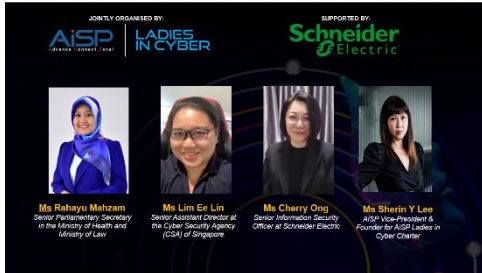 JOINTLY ORGANISED BY:
SUPPORTED BY:
AiSP
Advance Connect Excel
LADIES
IN CYBER
Schneider
Electric
Ms Rahayu Mahzam
Senior Parliamentary Secretary
in the Ministry of Health and
Ministry of Law
Ms Lim Ee Lin
Senior Assistant Director at
the Cyber Security Agency
(CSA) of Singapore
Ms Cherry Ong
Senior Information Security
Officer at Schneider Electric
Ms Sherin Y Lee
AiSP Vice-President &
Founder for AiSP Ladies in
Cyber Charter